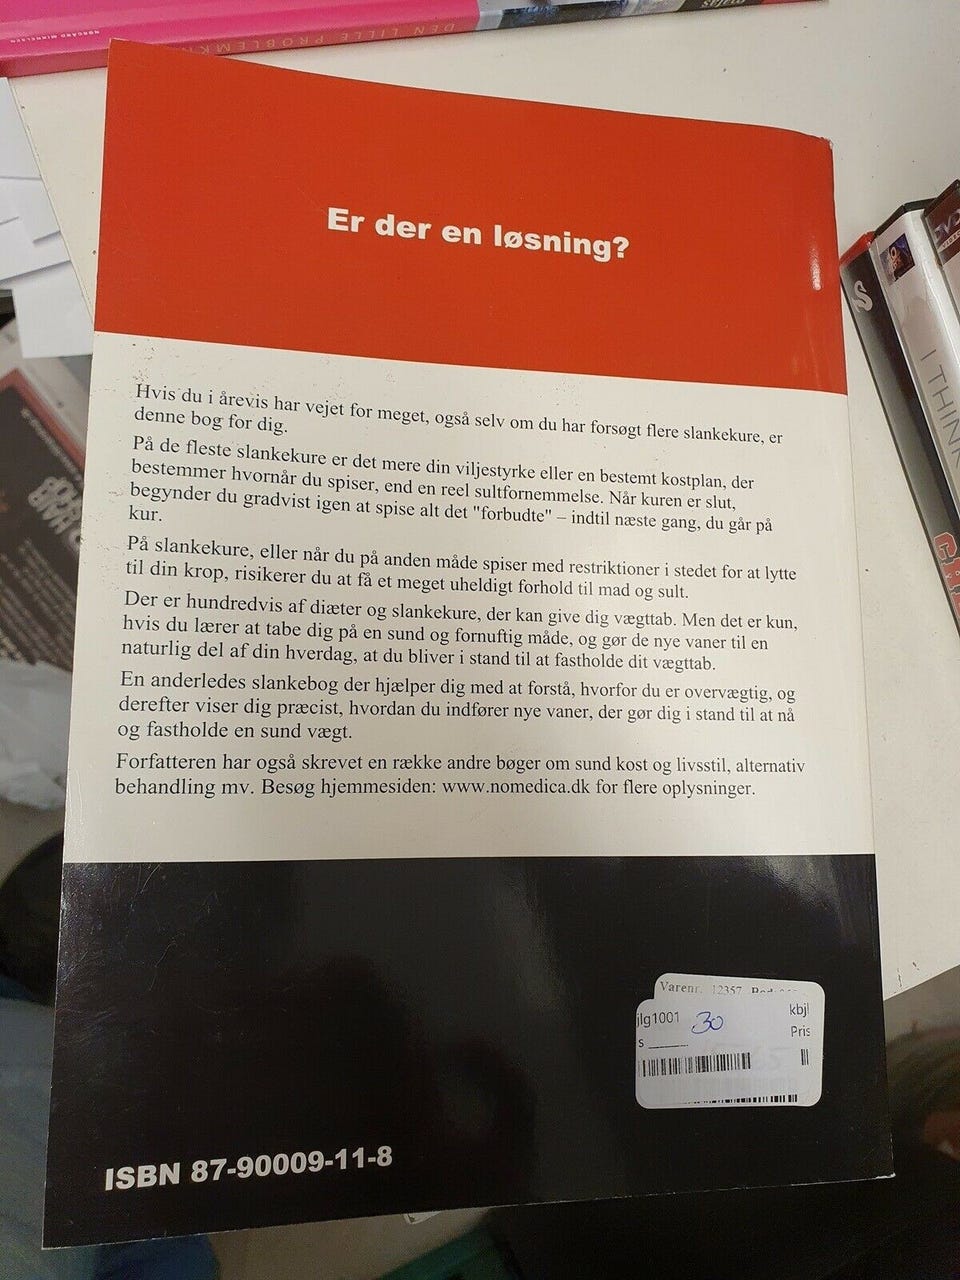 NØRGÅRD MIKKELSEN
DEN LILLE
Er der en løsning?
Hvis du i årevis har vejet for meget, også selv om du har forsøgt flere slankekure, er
denne bog for dig.
På de fleste slankekure er det mere din viljestyrke eller en bestemt kostplan, der
bestemmer hvornår du spiser, end en reel sultfornemmelse. Når kuren er slut,
begynder du gradvist igen at spise alt det "forbudte" – indtil næste gang, du går på
kur.
På slankekure, eller når du på anden måde spiser med restriktioner i stedet for at lytte
til din krop, risikerer du at få et meget uheldigt forhold til mad og sult.
Der er hundredvis af diæter og slankekure, der kan give dig vægttab. Men det er kun,
hvis du lærer at tabe dig på en sund og fornuftig måde, og gør de nye vaner til en
naturlig del af din hverdag, at du bliver i stand til at fastholde dit vægttab.
En anderledes slankebog der hjælper dig med at forstå, hvorfor du er overvægtig, og
derefter viser dig præcist, hvordan du indfører nye vaner, der gør dig i stand til at nå
og fastholde en sund vægt.
Forfatteren har også skrevet en række andre bøger om sund kost og livsstil, alternativ
behandling mv. Besøg hjemmesiden: www.nomedica.dk for flere oplysninger.
Varenr. 12357
jlg1001 30 kbjl
s Pris
ISBN 87-90009-11-8
I THINK
DVD